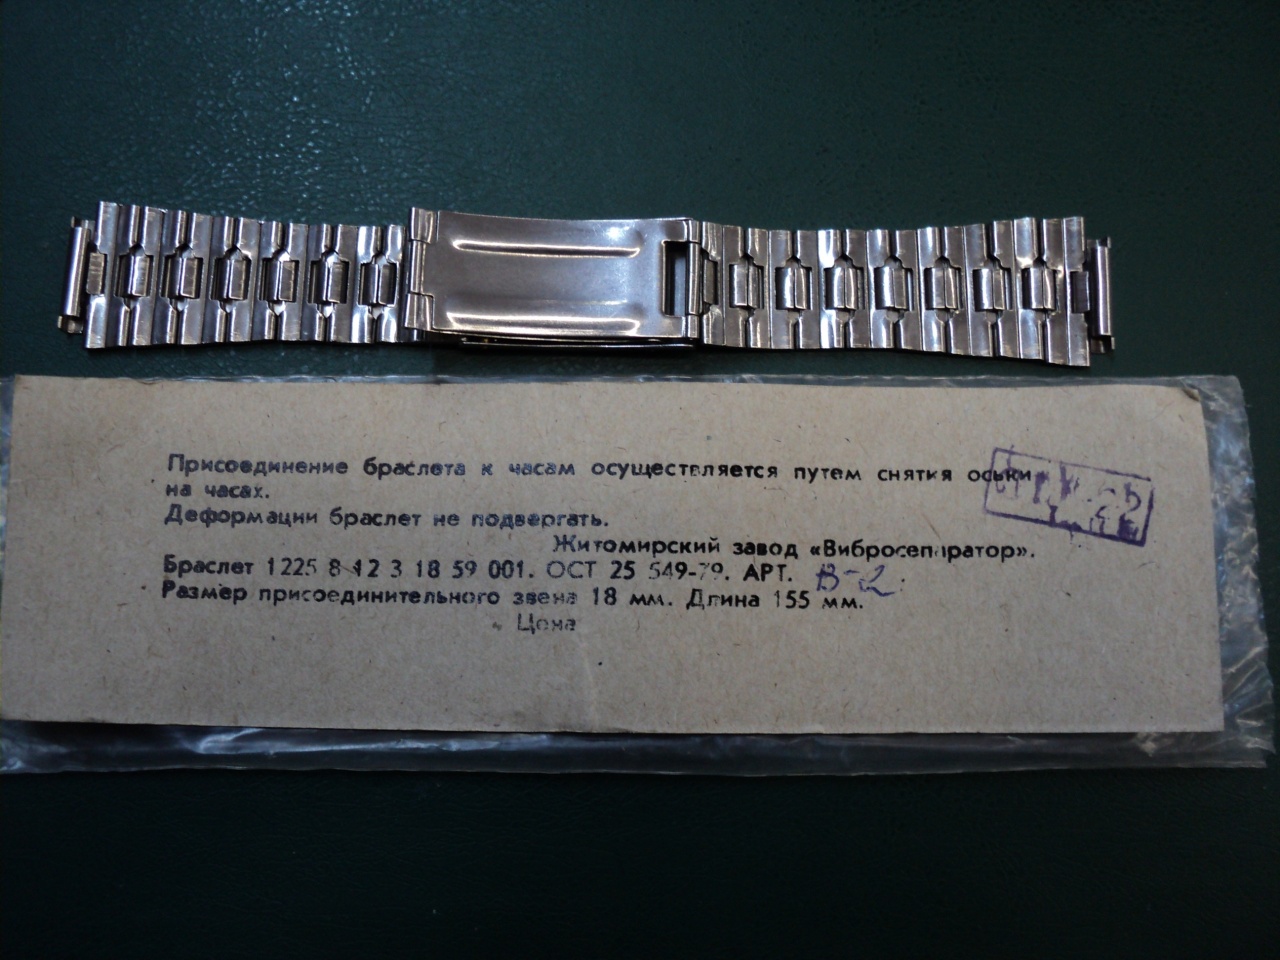 Присоединение браслета к часам осуществляется путем снятия оськи
на часах.
Деформации браслет не подвергать.
Житомирский завод «Вибросепаратор».
Браслет 1225 8 12 3 18 59 001. ОСТ 25 549-79. АРТ. В-2
Размер присоединительного звена 18 мм. Длина 155 мм.
Цена